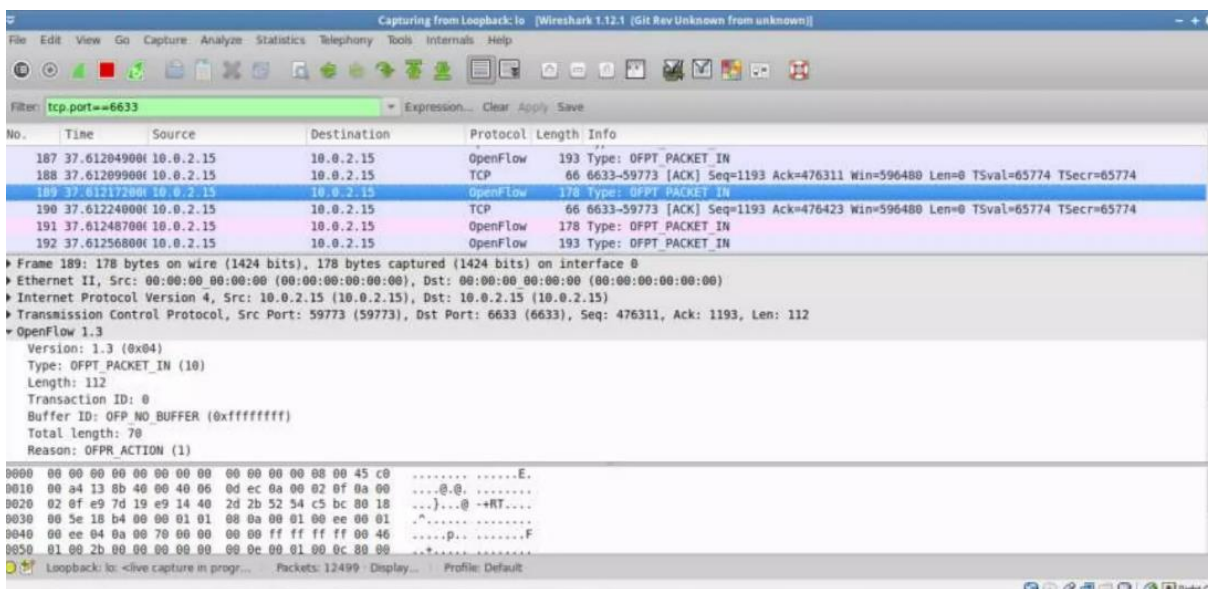 Capturing from Loopback: lo [Wireshark 1.12.1 (Git Rev Unknown from unknown)]
File Edit View Go Capture Analyze Statistics Telephony Tools Internals Help
Filter: tcp.port==6633 Expression... Clear Apply Save
No. Time Source Destination Protocol Length Info
187 37.61204900( 10.0.2.15 10.0.2.15 OpenFlow 193 Type: OFPT_PACKET_IN
188 37.61209900( 10.0.2.15 10.0.2.15 TCP 66 6633→59773 [ACK] Seq=1193 Ack=476311 Win=596480 Len=0 TSval=65774 TSecr=65774
189 37.61217200( 10.0.2.15 10.0.2.15 OpenFlow 178 Type: OFPT_PACKET_IN
190 37.61224000( 10.0.2.15 10.0.2.15 TCP 66 6633→59773 [ACK] Seq=1193 Ack=476423 Win=596480 Len=0 TSval=65774 TSecr=65774
191 37.61248700( 10.0.2.15 10.0.2.15 OpenFlow 178 Type: OFPT_PACKET_IN
192 37.61256800( 10.0.2.15 10.0.2.15 OpenFlow 193 Type: OFPT_PACKET_IN
Frame 189: 178 bytes on wire (1424 bits), 178 bytes captured (1424 bits) on interface 0
Ethernet II, Src: 00:00:00_00:00:00 (00:00:00:00:00:00), Dst: 00:00:00_00:00:00 (00:00:00:00:00:00)
Internet Protocol Version 4, Src: 10.0.2.15 (10.0.2.15), Dst: 10.0.2.15 (10.0.2.15)
Transmission Control Protocol, Src Port: 59773 (59773), Dst Port: 6633 (6633), Seq: 476311, Ack: 1193, Len: 112
OpenFlow 1.3
Version: 1.3 (0x04)
Type: OFPT_PACKET_IN (10)
Length: 112
Transaction ID: 0
Buffer ID: OFP_NO_BUFFER (0xffffffff)
Total length: 70
Reason: OFPR_ACTION (1)
0000 00 00 00 00 00 00 00 00 00 00 00 00 08 00 45 c0 ........ ......E.
0010 00 a4 13 8b 40 00 40 06 0d ec 0a 00 02 0f 0a 00 ....@.@. ........
0020 02 0f e9 7d 19 e9 14 40 2d 2b 52 54 c5 bc 80 18 ...}...@ -+RT....
0030 00 5e 18 b4 00 00 01 01 08 0a 00 01 00 ee 00 01 .^...... ........
0040 00 ee 04 0a 00 70 00 00 00 00 ff ff ff ff 00 46 .....p.. .......F
0050 01 00 2b 00 00 00 00 00 00 0e 00 01 00 0c 80 00 ..+..... ........
Loopback: lo: <live capture in progr... Packets: 12499 · Display... Profile: Default